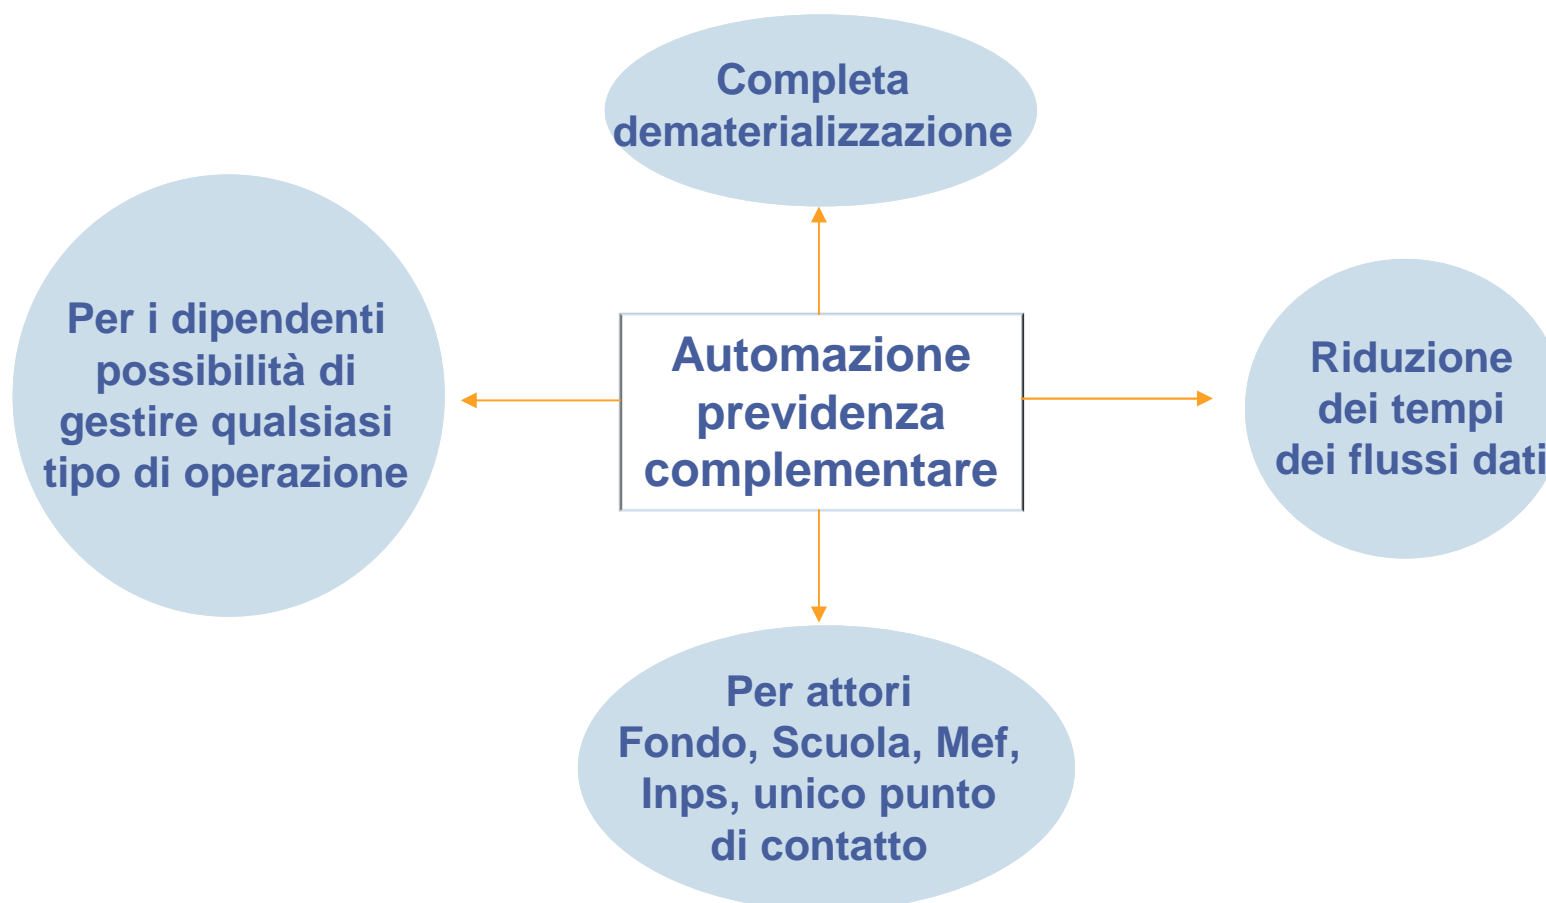 Completa
dematerializzazione
Per i dipendenti
possibilità di
gestire qualsiasi
tipo di operazione
Automazione
previdenza
complementare
Riduzione
dei tempi
dei flussi dati
Per attori
Fondo, Scuola, Mef,
Inps, unico punto
di contatto